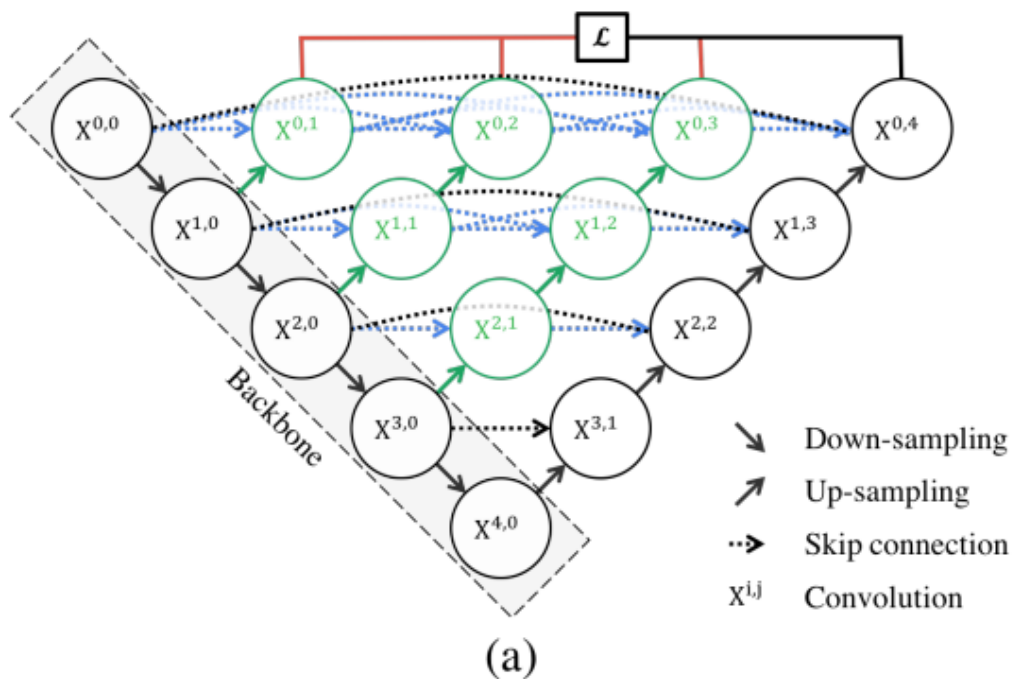 𝓛
X^{0,0} X^{0,1} X^{0,2} X^{0,3} X^{0,4}
X^{1,0} X^{1,1} X^{1,2} X^{1,3}
X^{2,0} X^{2,1} X^{2,2}
X^{3,0} X^{3,1}
X^{4,0}
Backbone
Down-sampling
Up-sampling
Skip connection
X^{i,j} Convolution
(a)